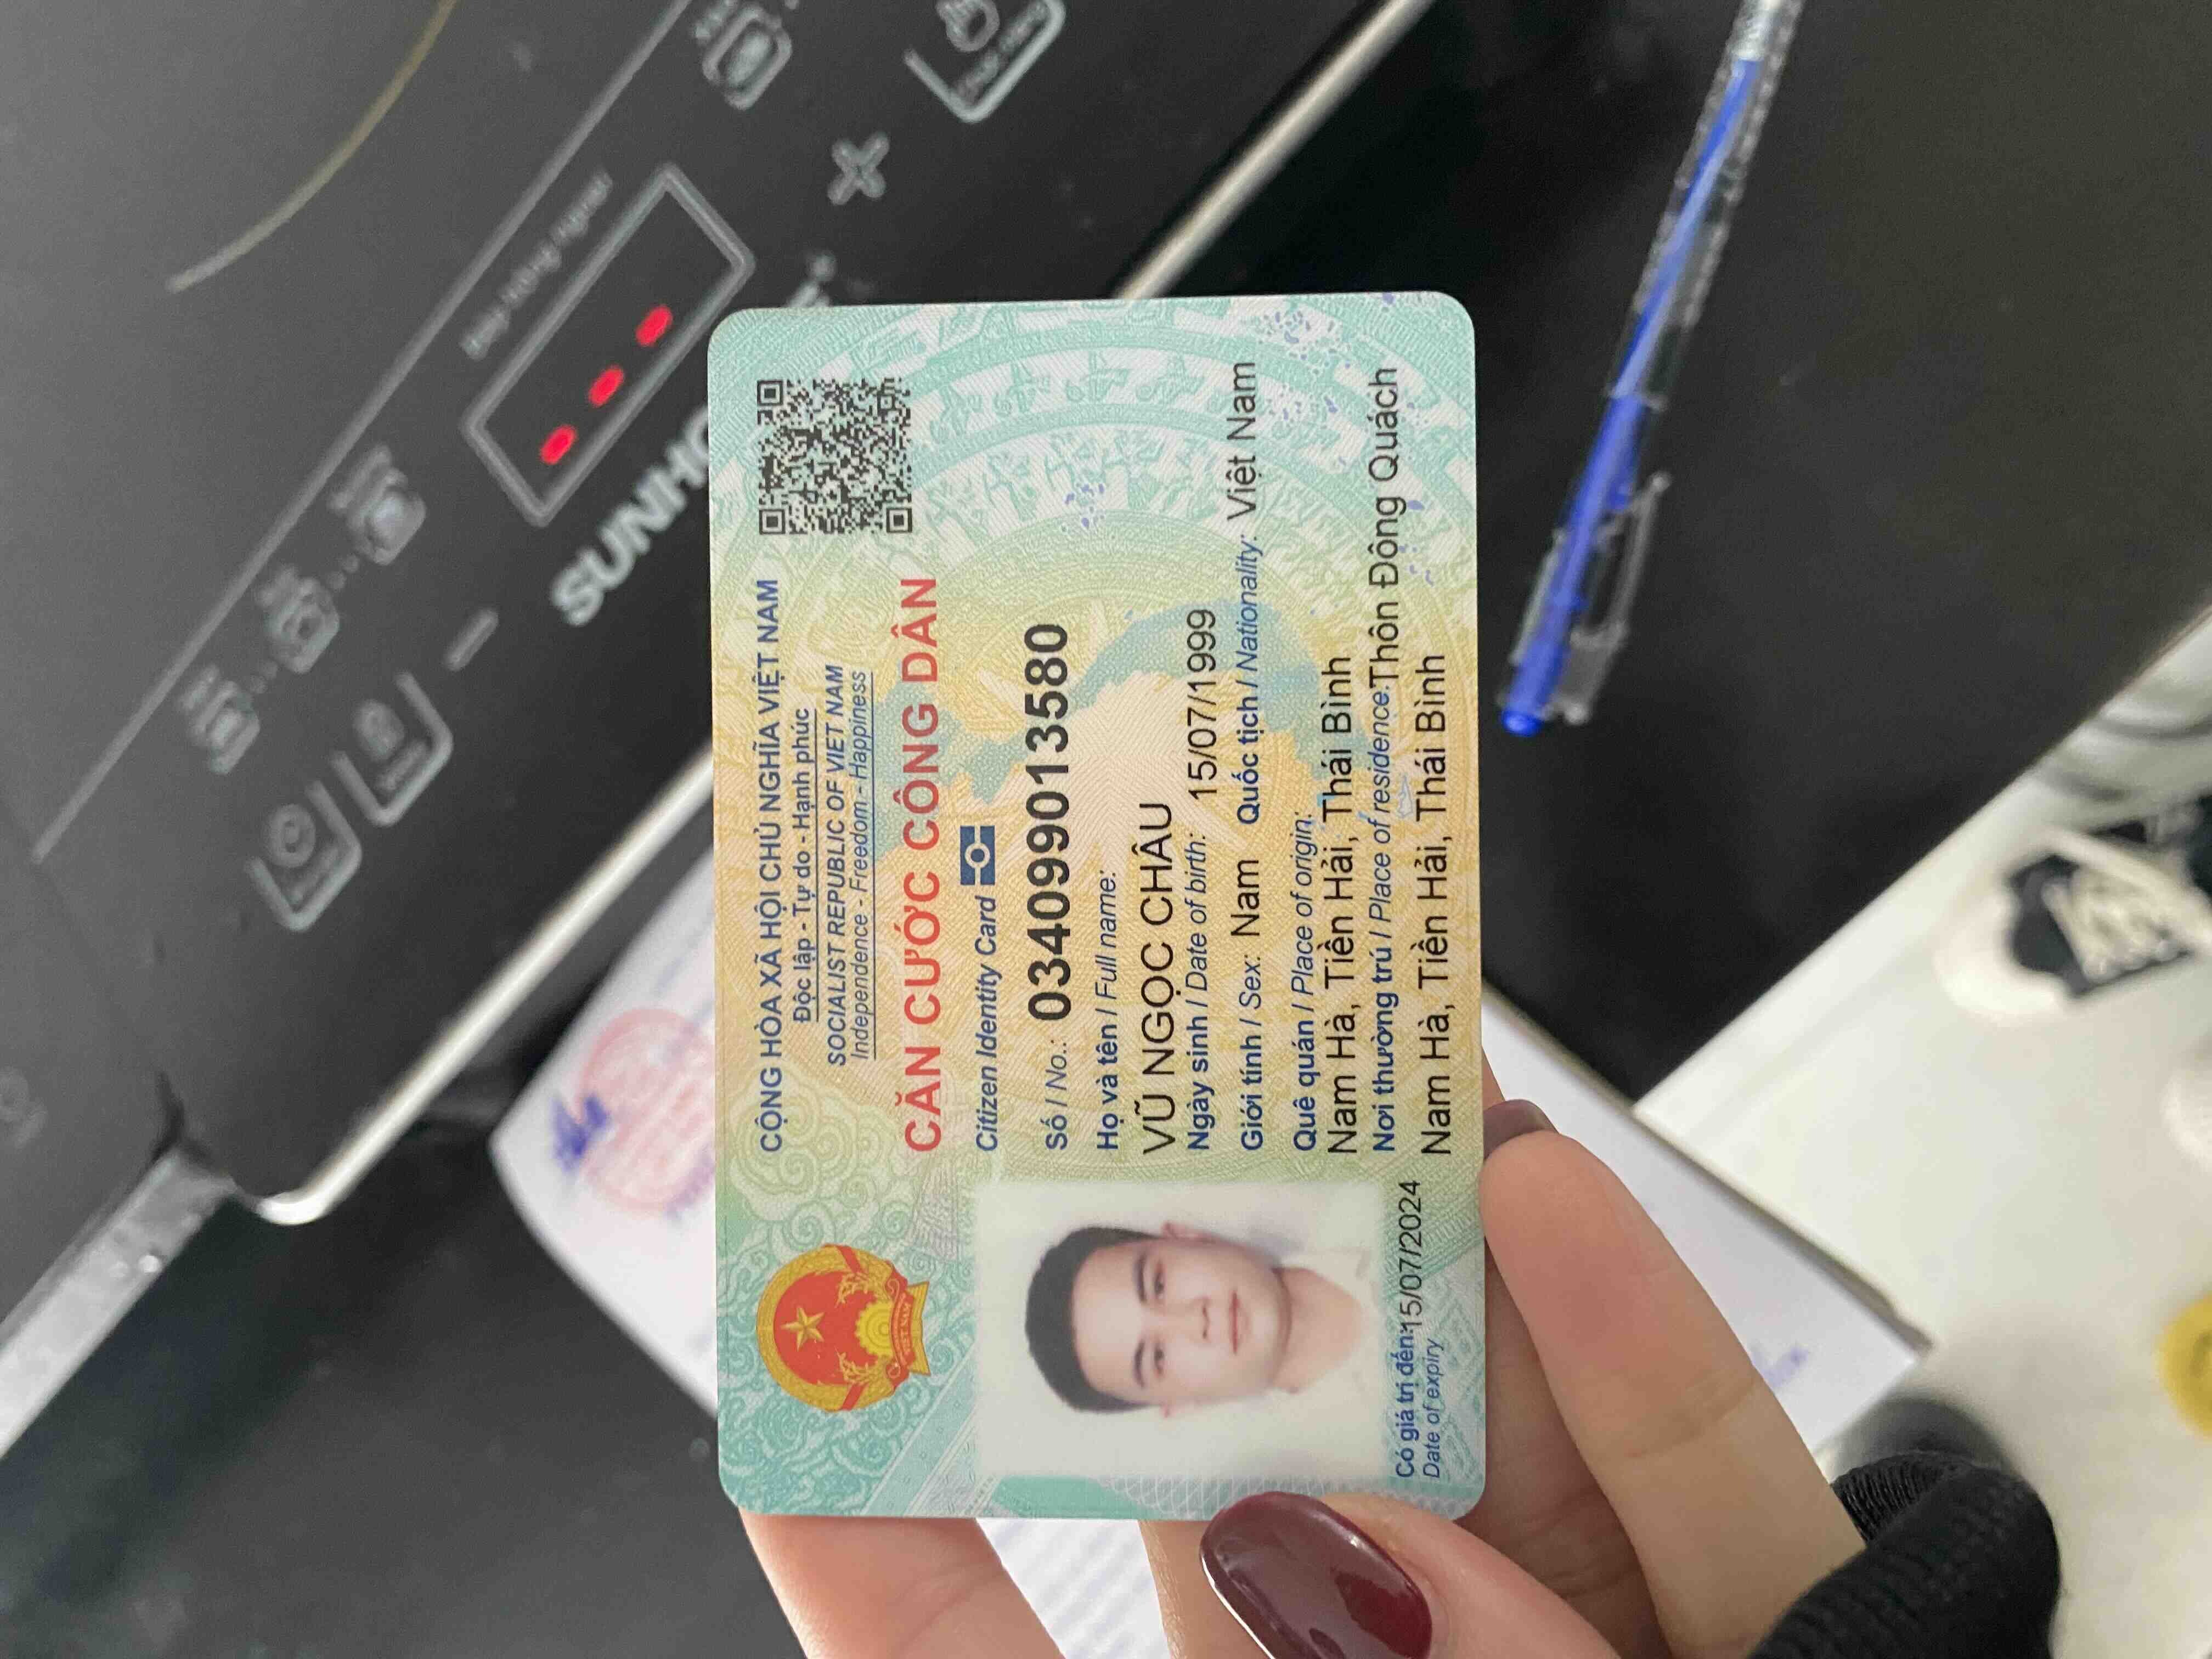 CỘNG HÒA XÃ HỘI CHỦ NGHĨA VIỆT NAM
Độc lập - Tự do - Hạnh phúc
SOCIALIST REPUBLIC OF VIET NAM
Independence - Freedom - Happiness
CĂN CƯỚC CÔNG DÂN
Citizen Identity Card
Số / No.: 034099013580
Họ và tên / Full name:
VŨ NGỌC CHÂU
Ngày sinh / Date of birth: 15/07/1999
Giới tính / Sex: Nam Quốc tịch / Nationality: Việt Nam
Quê quán / Place of origin:
Nam Hà, Tiền Hải, Thái Bình
Nơi thường trú / Place of residence: Thôn Đông Quách
Nam Hà, Tiền Hải, Thái Bình
Có giá trị đến: 15/07/2024
Date of expiry